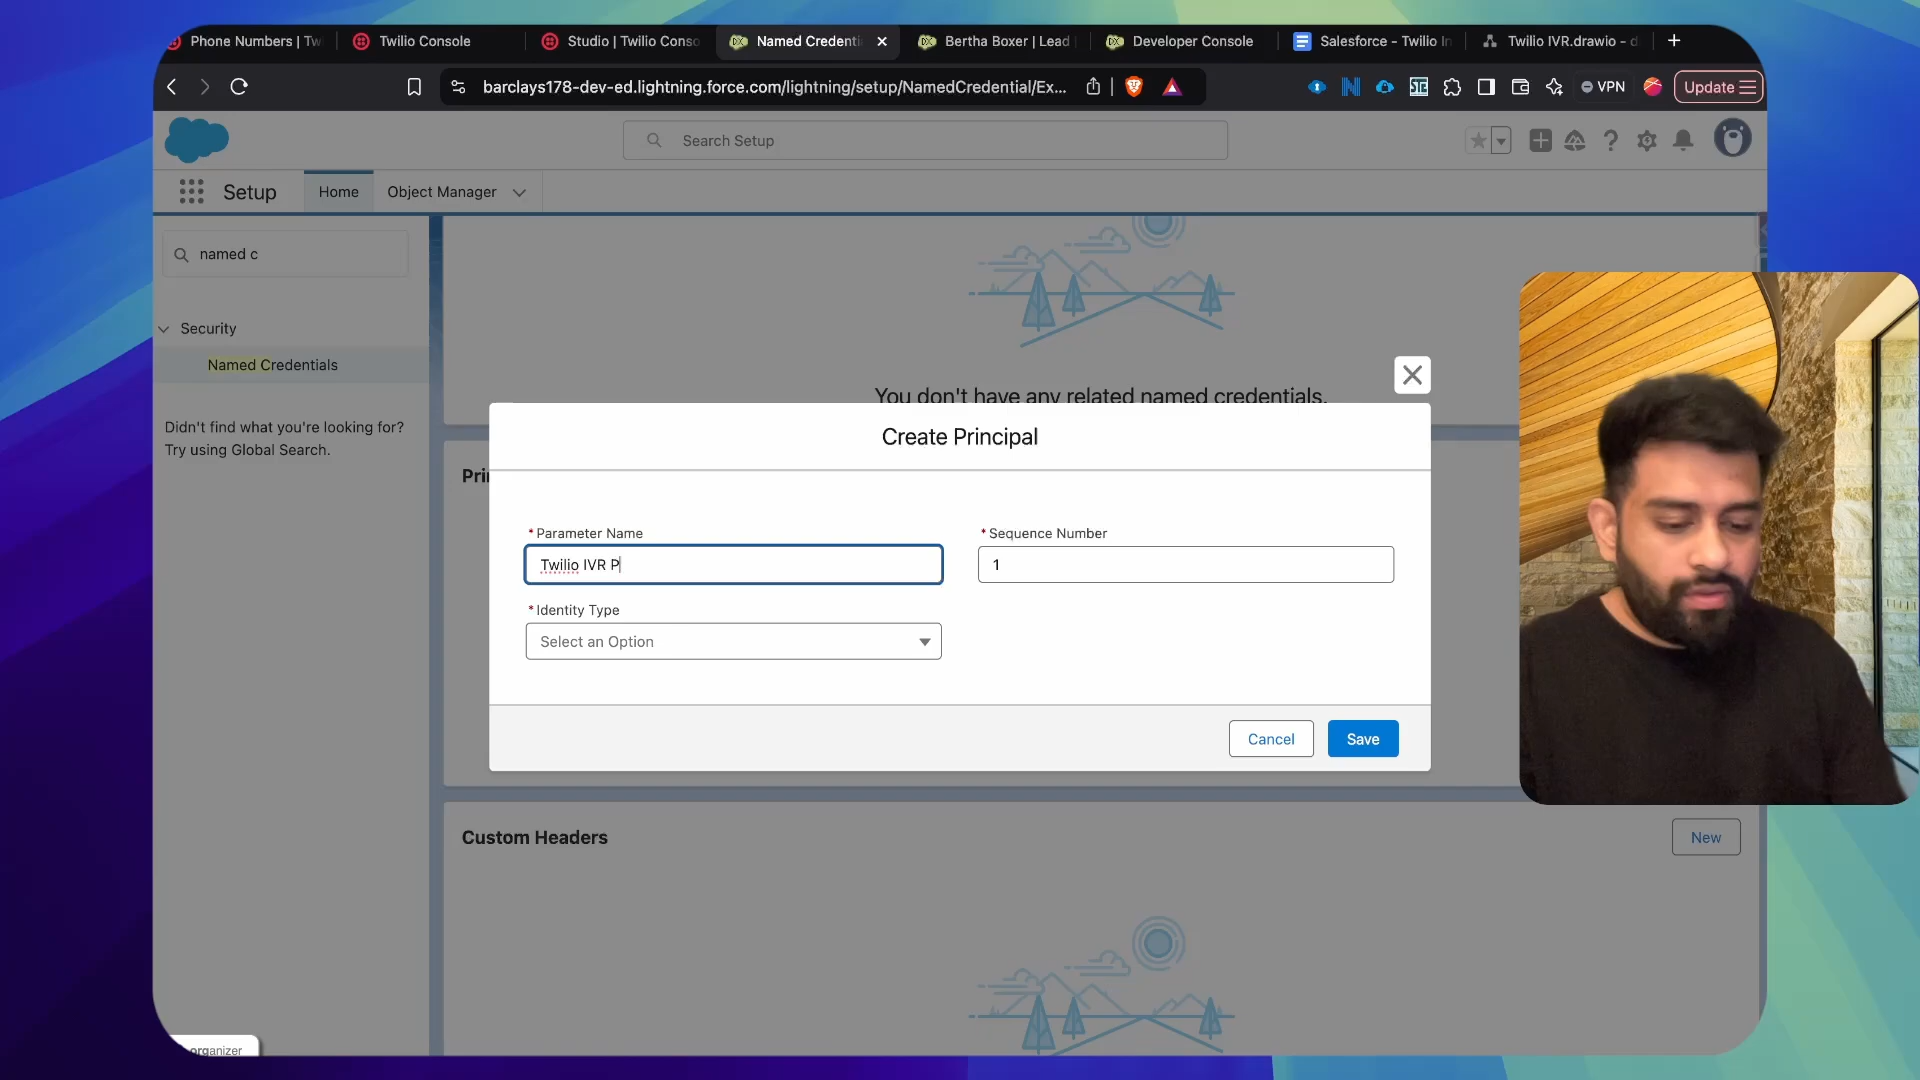 Phone Numbers | Tw
Twilio Console
Studio | Twilio Conso
Named Credenti
Bertha Boxer | Lead
Developer Console
Salesforce - Twilio In
Twilio IVR.drawio - d
barclays178-dev-ed.lightning.force.com/lightning/setup/NamedCredential/Ex...
VPN
Update
Search Setup
Setup
Home
Object Manager
named c
Security
Named Credentials
Didn't find what you're looking for?
Try using Global Search.
You don't have any related named credentials.
Create Principal
Pri
* Parameter Name
Twilio IVR P
* Sequence Number
1
* Identity Type
Select an Option
Cancel
Save
Custom Headers
New
organizer